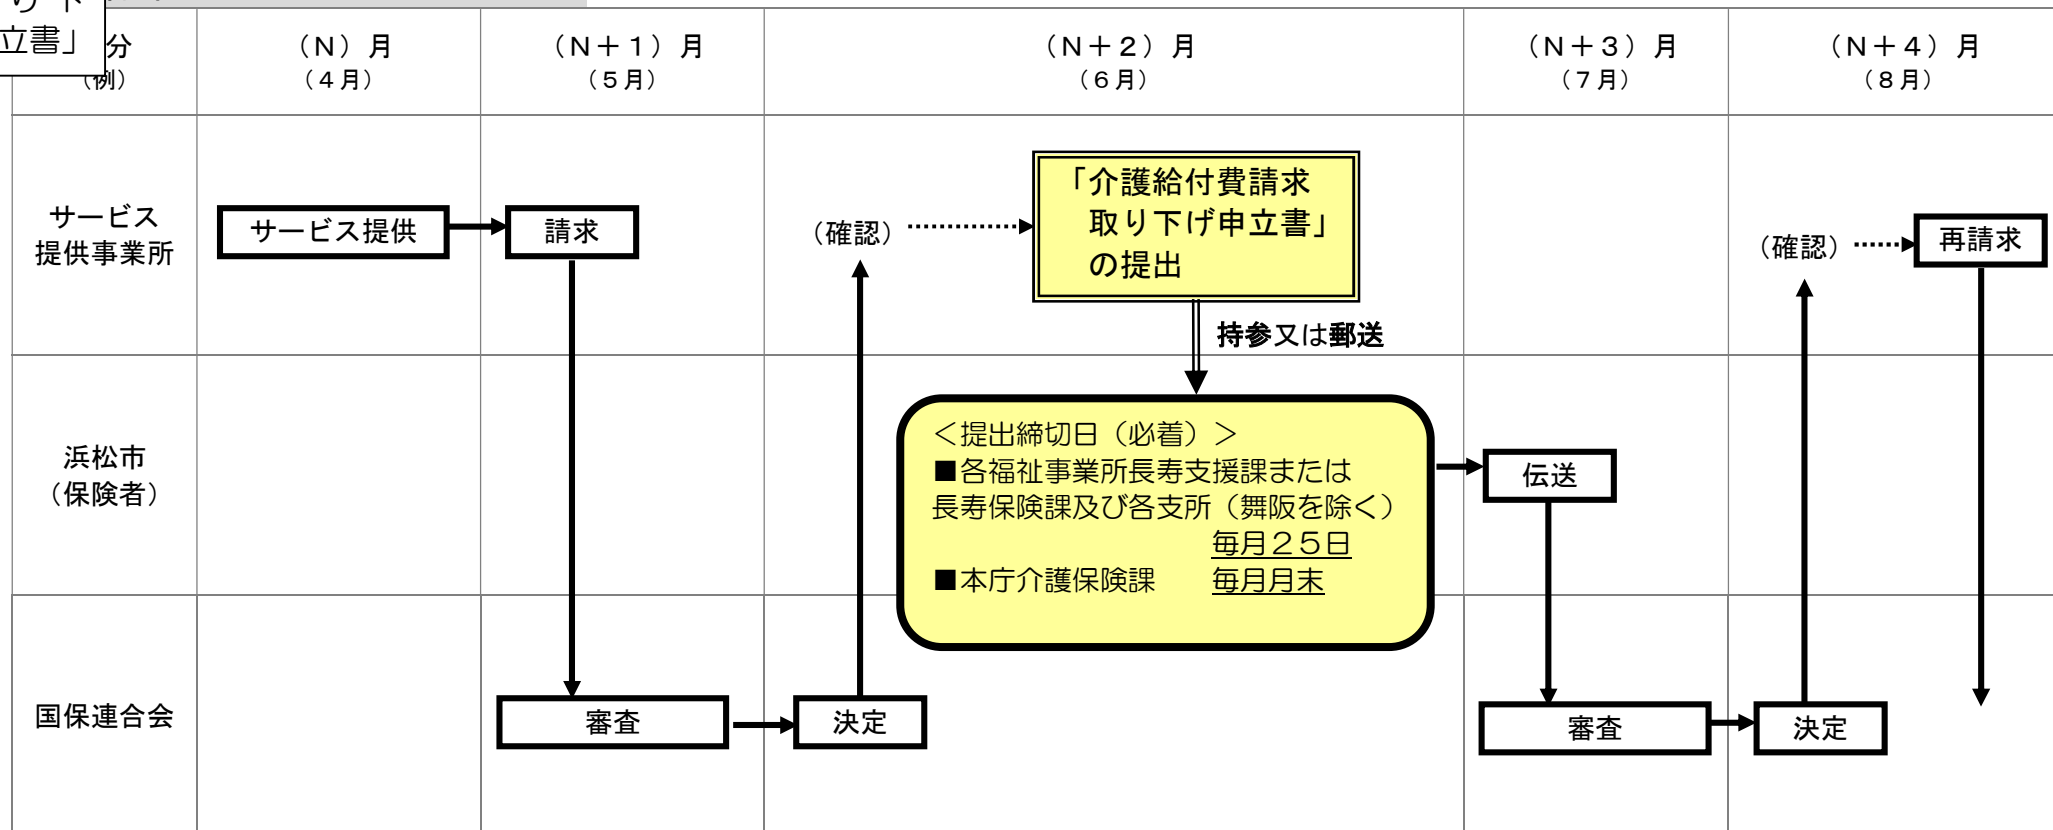 り下
立書」
分
（例）
（Ｎ）月
（４月）
（Ｎ＋１）月
（５月）
（Ｎ＋２）月
（６月）
（Ｎ＋３）月
（７月）
（Ｎ＋４）月
（８月）
サービス
提供事業所
サービス提供
請求
（確認）
「介護給付費請求
取り下げ申立書」
の提出
持参又は郵送
（確認）
再請求
浜松市
（保険者）
＜提出締切日（必着）＞
■各福祉事業所長寿支援課または
長寿保険課及び各支所（舞阪を除く）
毎月２５日
■本庁介護保険課　　毎月月末
伝送
国保連合会
審査
決定
審査
決定